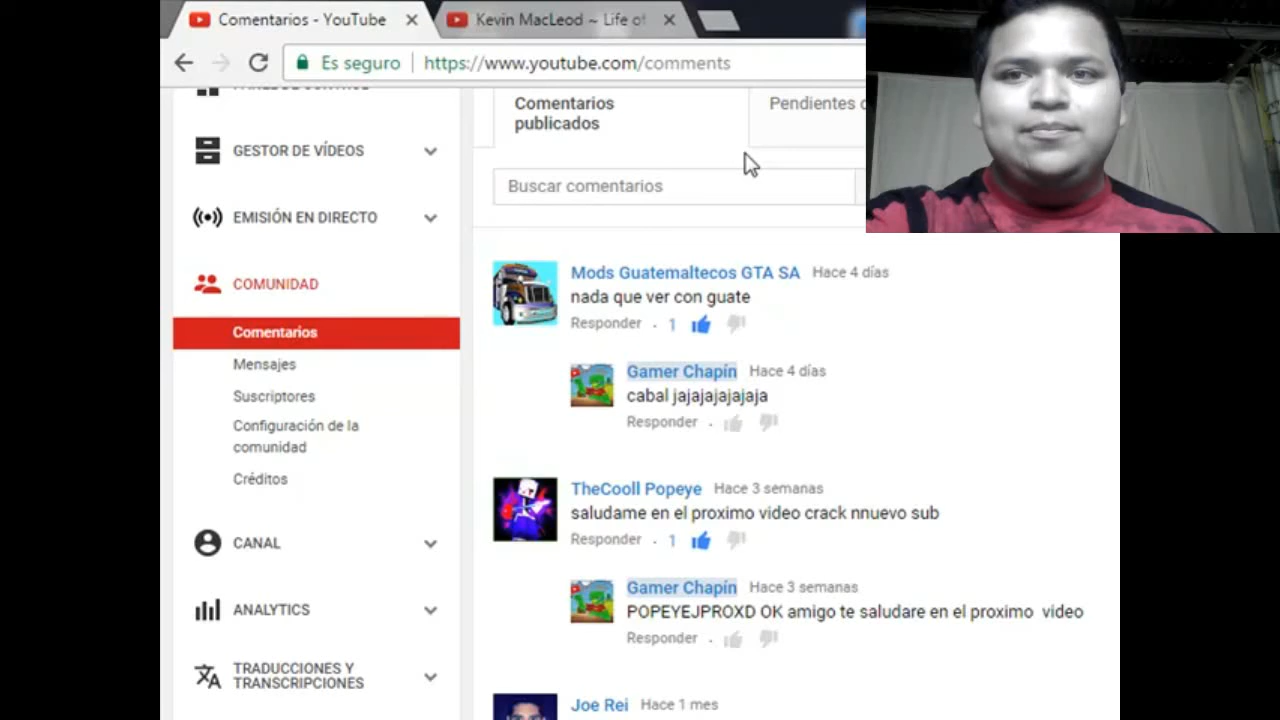 Comentarios - YouTube
Kevin MacLeod ~ Life of
Es seguro
https://www.youtube.com/comments
Comentarios
publicados
Pendientes
GESTOR DE VÍDEOS
Buscar comentarios
EMISIÓN EN DIRECTO
COMUNIDAD
Comentarios
Mensajes
Suscriptores
Configuración de la
comunidad
Créditos
CANAL
ANALYTICS
TRADUCCIONES Y
TRANSCRIPCIONES
Mods Guatemaltecos GTA SA Hace 4 días
nada que ver con guate
Responder . 1
Gamer Chapín Hace 4 días
cabal jajajajajajaja
Responder .
TheCooll Popeye Hace 3 semanas
saludame en el proximo video crack nnuevo sub
Responder . 1
Gamer Chapín Hace 3 semanas
POPEYEJPROXD OK amigo te saludare en el proximo video
Responder .
Joe Rei Hace 1 mes